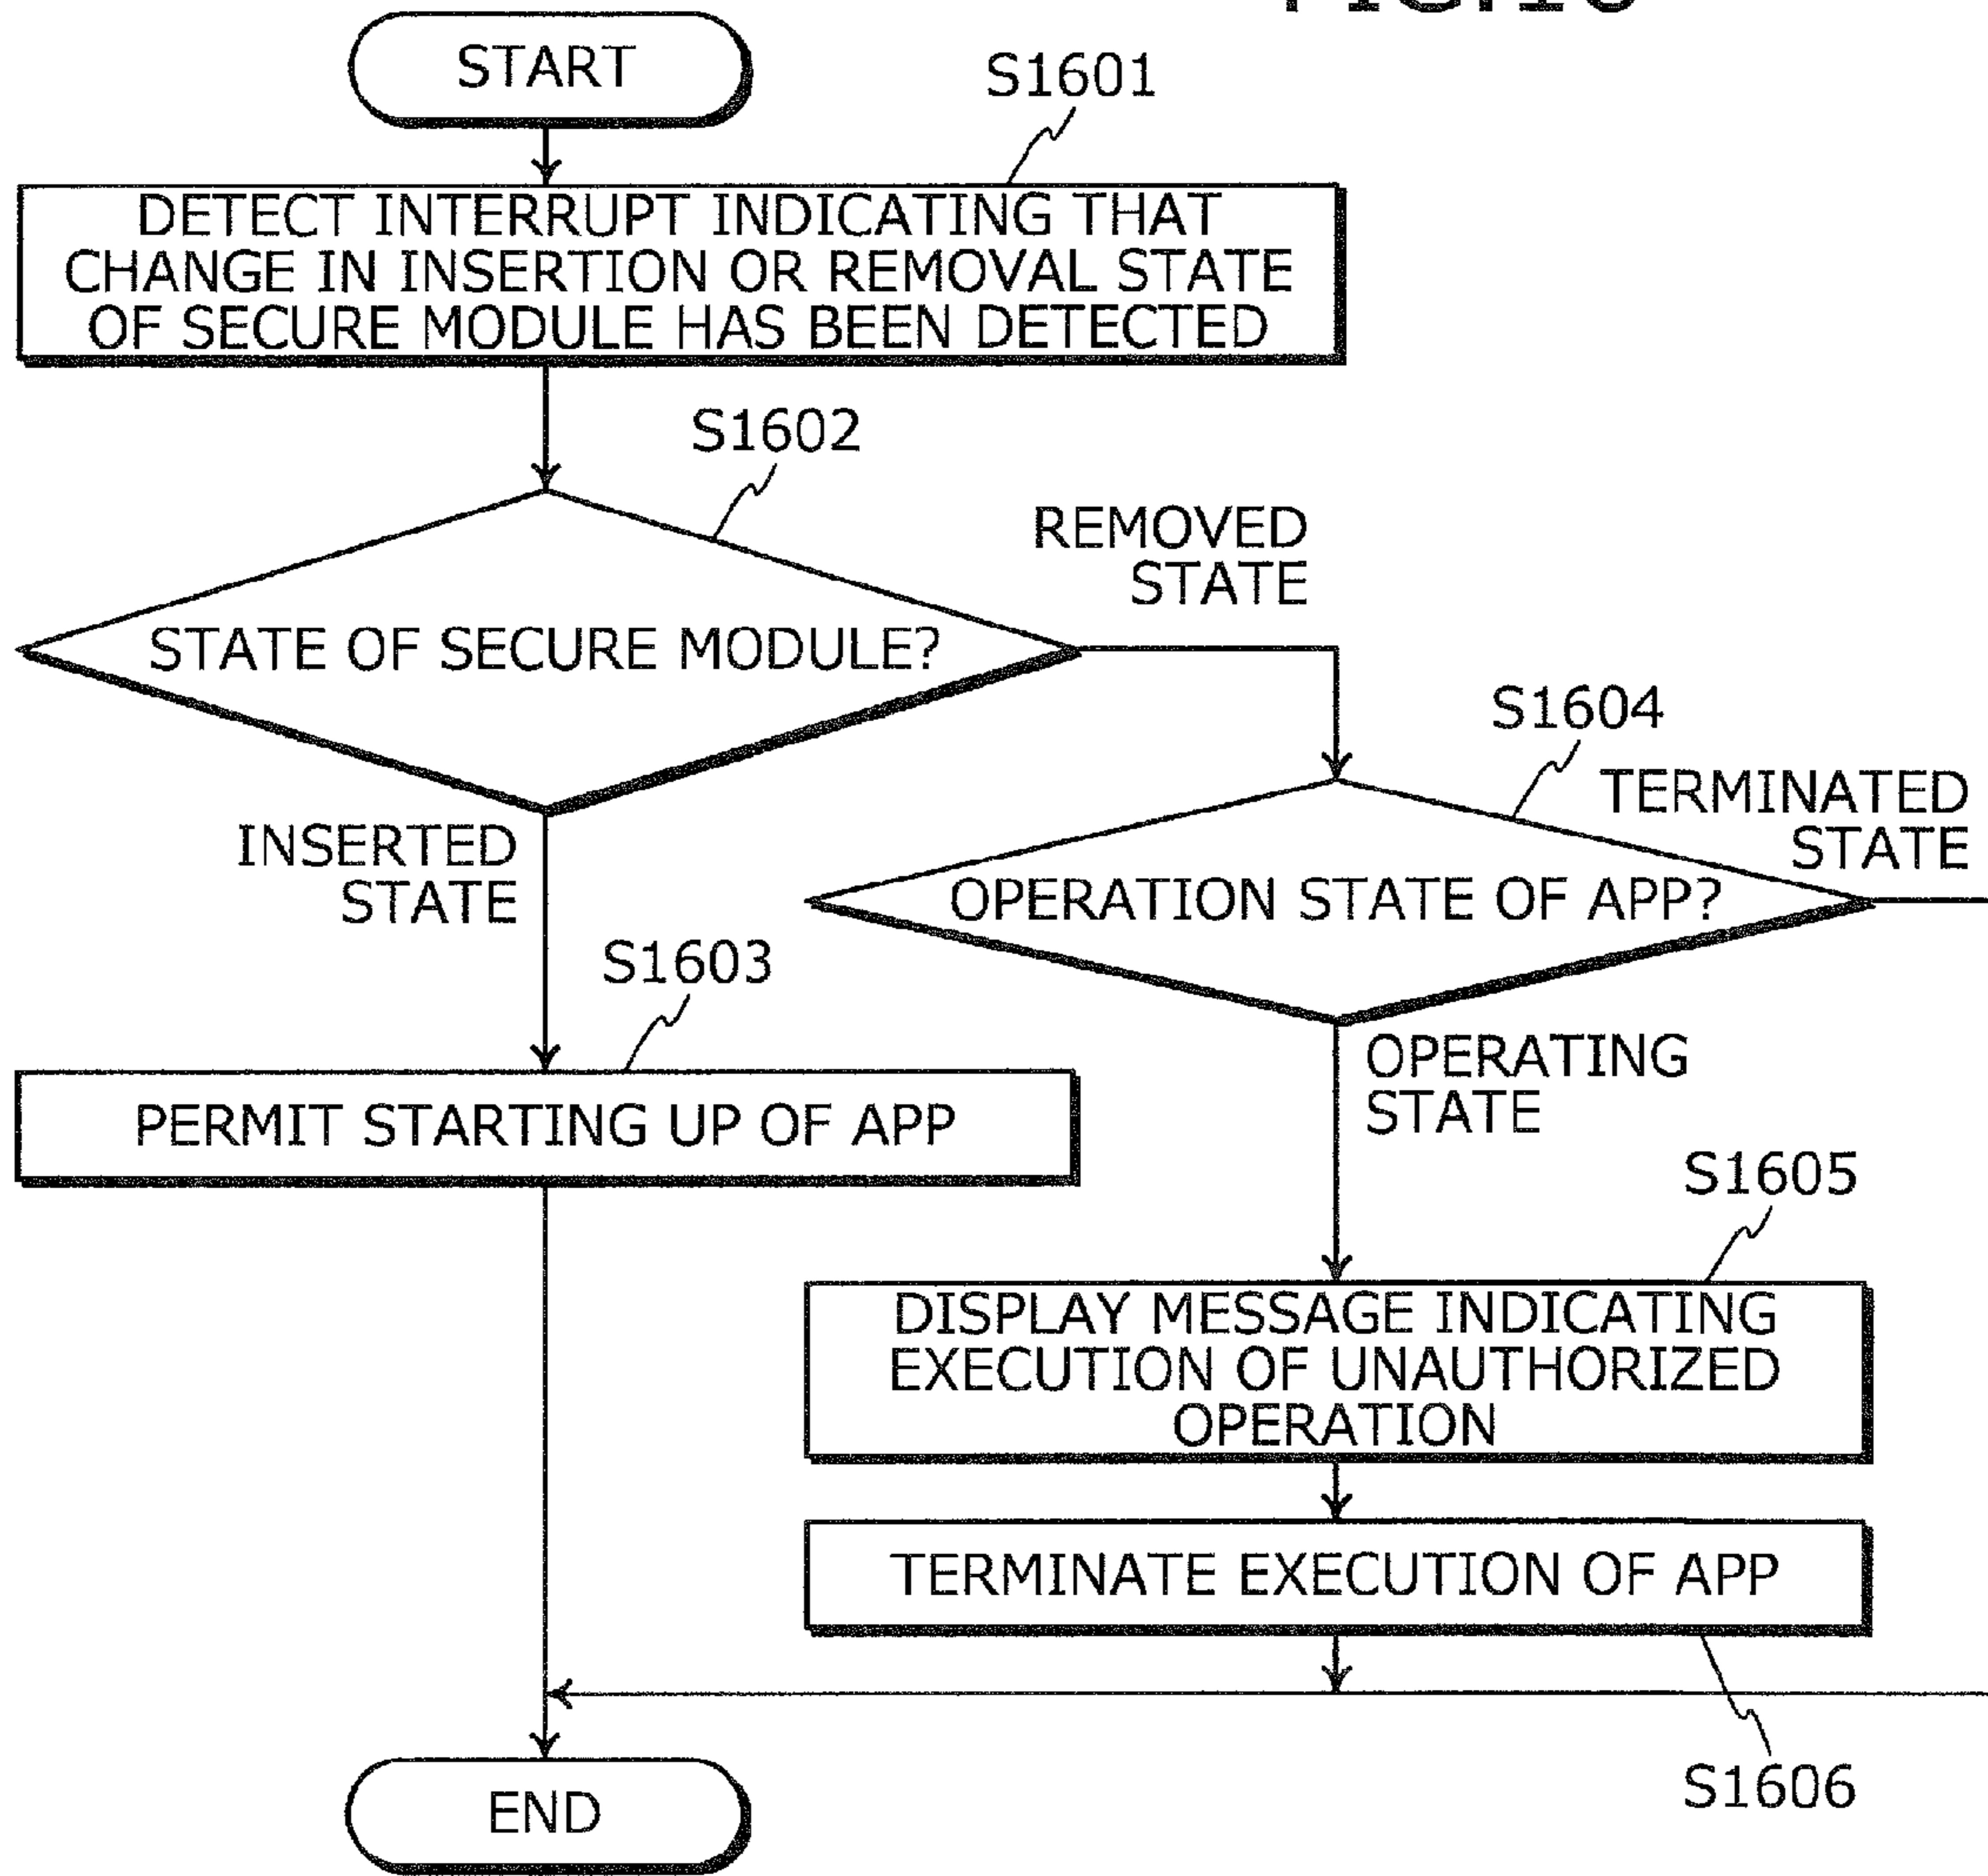 START
S1601
DETECT INTERRUPT INDICATING THAT
CHANGE IN INSERTION OR REMOVAL STATE
OF SECURE MODULE HAS BEEN DETECTED
S1602
REMOVED
STATE
STATE OF SECURE MODULE?
S1604
TERMINATED
STATE
INSERTED
STATE
OPERATION STATE OF APP?
S1603
OPERATING
STATE
PERMIT STARTING UP OF APP
S1605
DISPLAY MESSAGE INDICATING
EXECUTION OF UNAUTHORIZED
OPERATION
TERMINATE EXECUTION OF APP
S1606
END